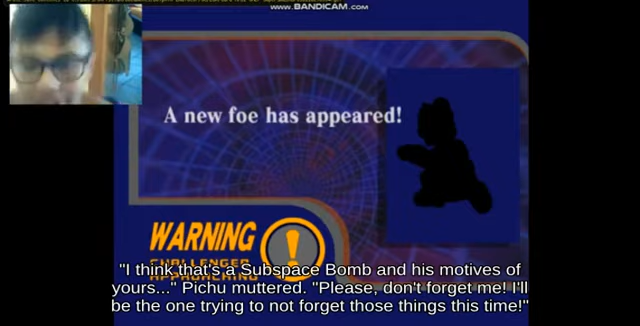 WWW.BANDICAM.COM
A new foe has appeared!
WARNING
CHALLENGER
APPROACHING
"I think that's a Subspace Bomb and his motives of
yours..." Pichu muttered. "Please, don't forget me! I'll
be the one trying to not forget those things this time!"